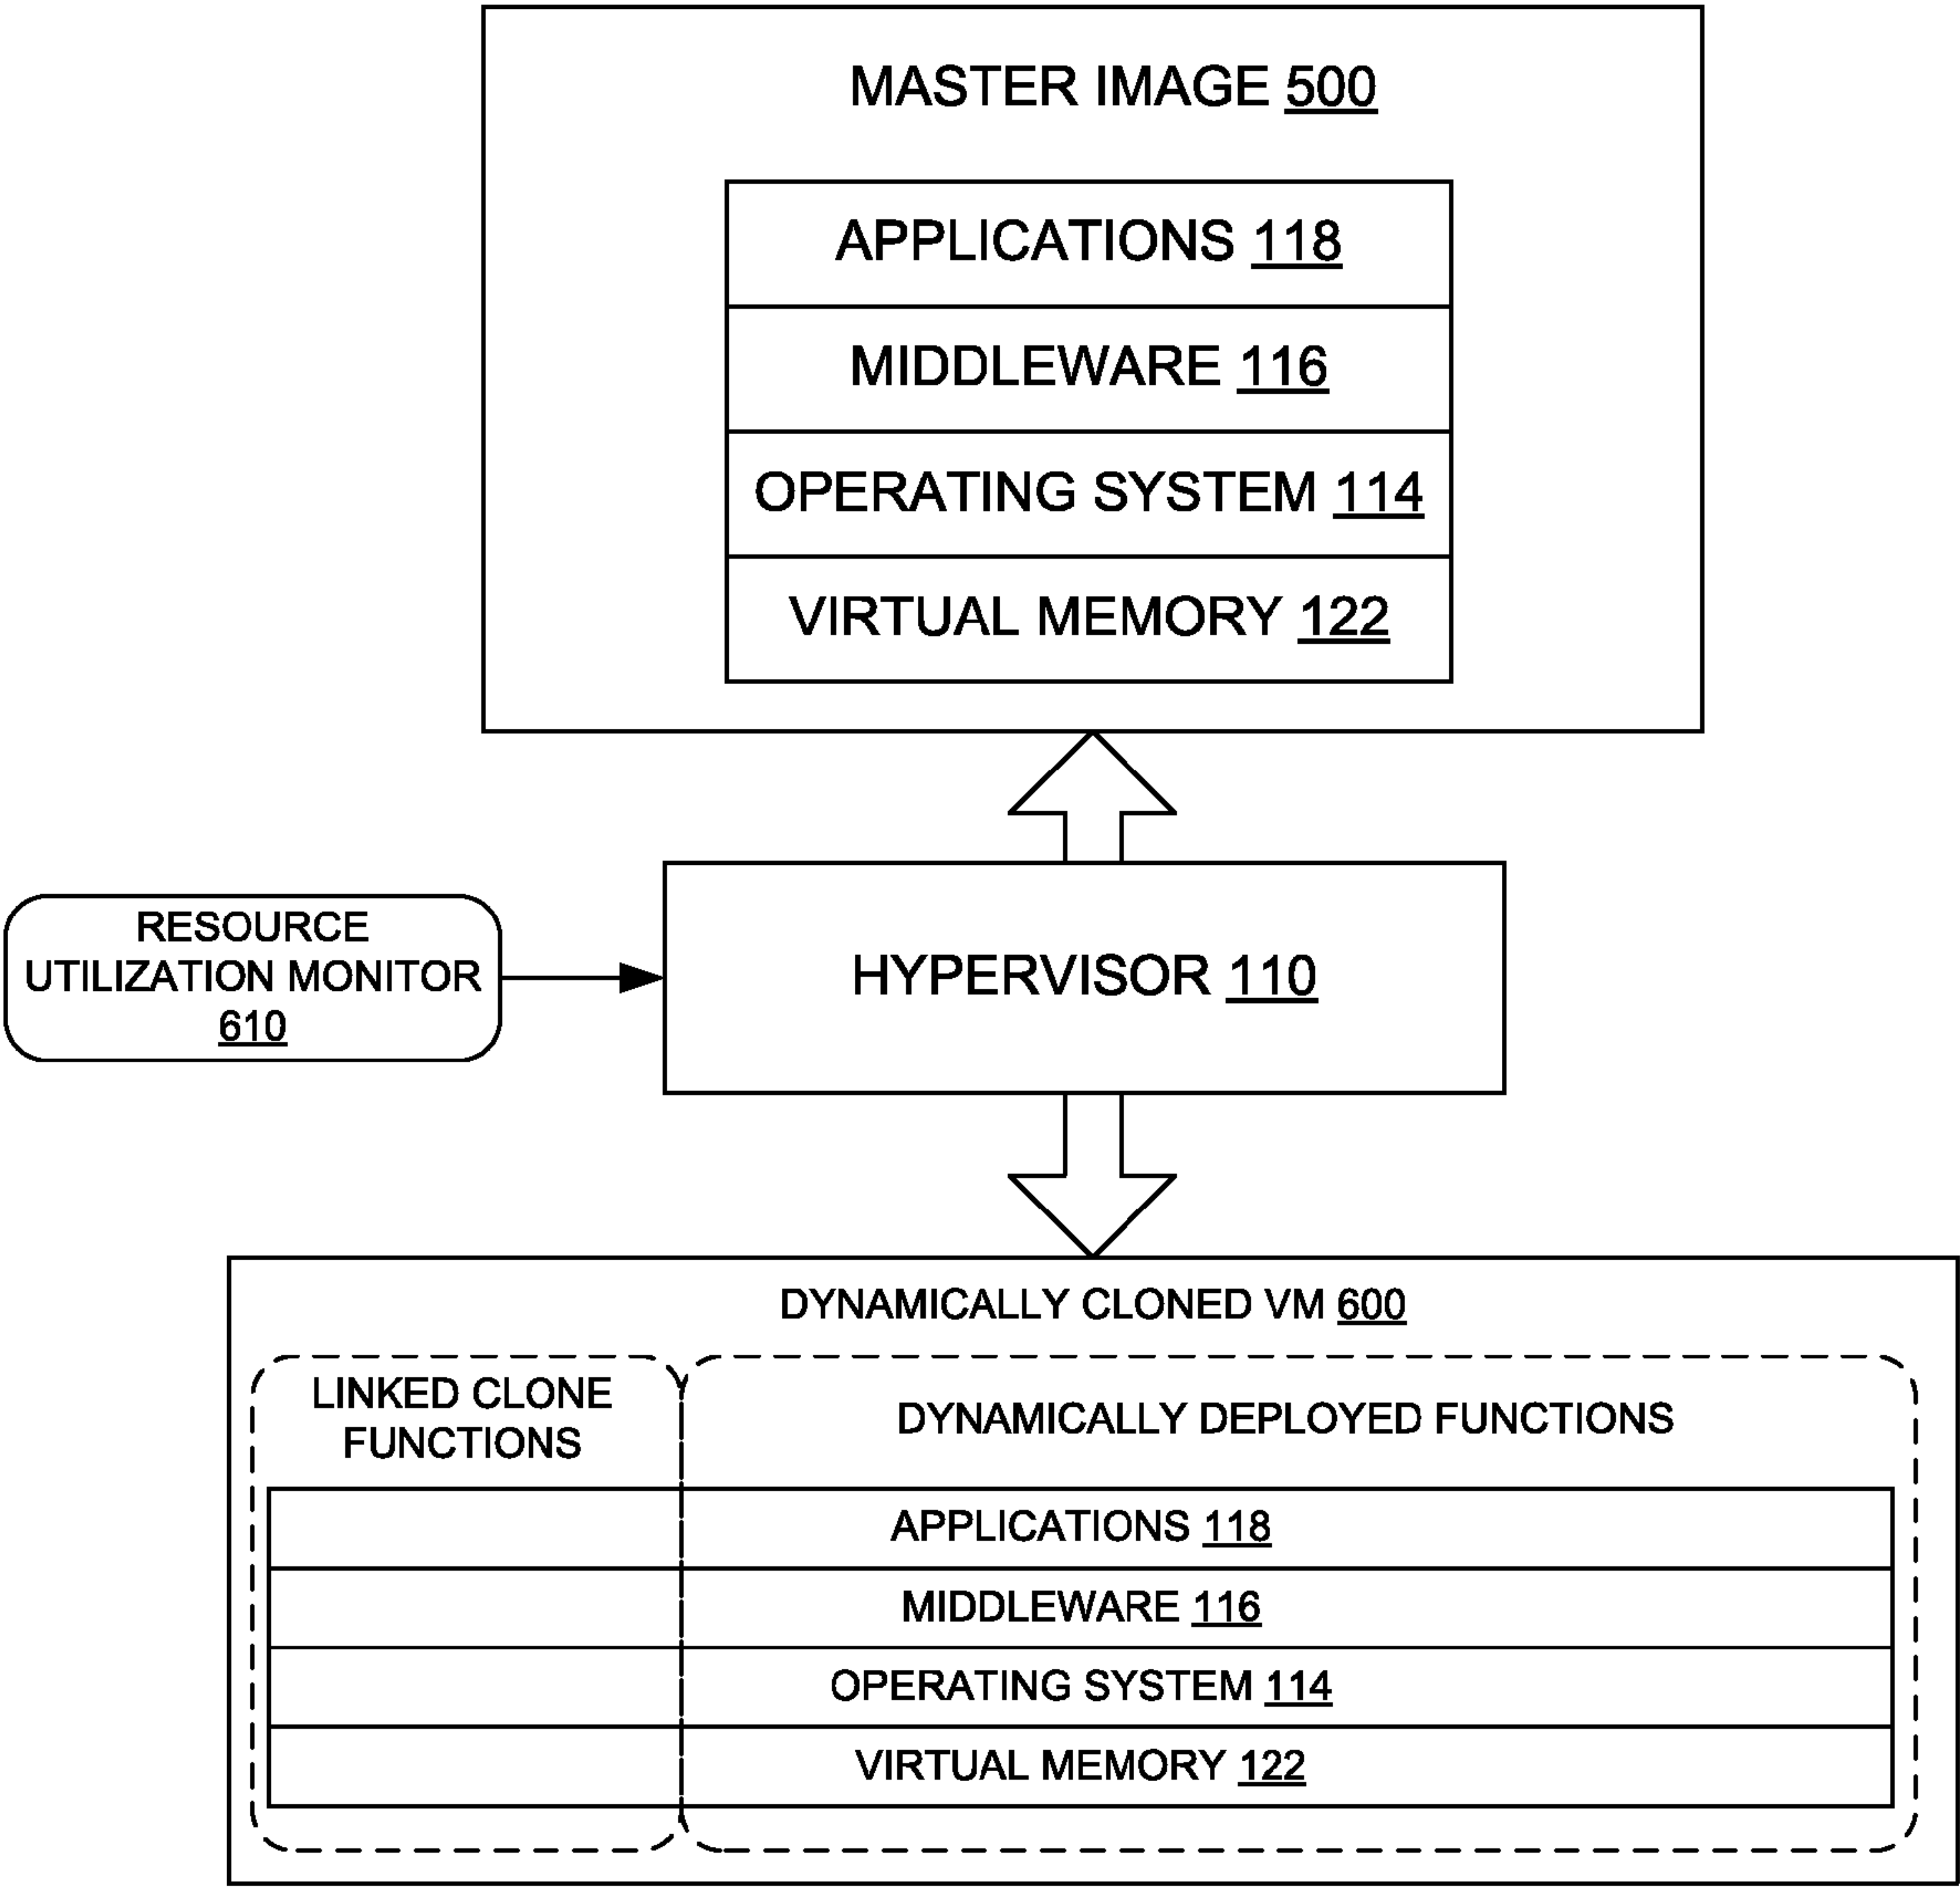 MASTER IMAGE 500
APPLICATIONS 118
MIDDLEWARE 116
OPERATING SYSTEM 114
VIRTUAL MEMORY 122
RESOURCE
UTILIZATION MONITOR
610
HYPERVISOR 110
DYNAMICALLY CLONED VM 600
LINKED CLONE
FUNCTIONS
DYNAMICALLY DEPLOYED FUNCTIONS
APPLICATIONS 118
MIDDLEWARE 116
OPERATING SYSTEM 114
VIRTUAL MEMORY 122